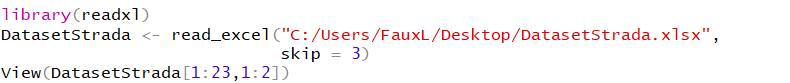 library(readxl)
DatasetStrada <- read_excel("C:/Users/FauxL/Desktop/DatasetStrada.xlsx",
skip = 3)
View(DatasetStrada[1:23,1:2])